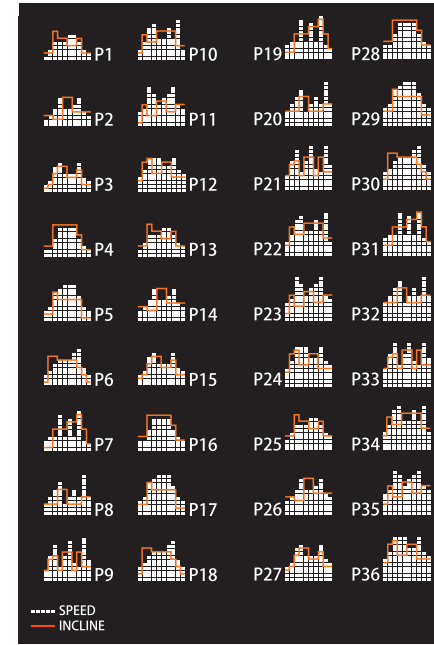 P1 P10 P19 P28
P2 P11 P20 P29
P3 P12 P21 P30
P4 P13 P22 P31
P5 P14 P23 P32
P6 P15 P24 P33
P7 P16 P25 P34
P8 P17 P26 P35
P9 P18 P27 P36
SPEED
INCLINE